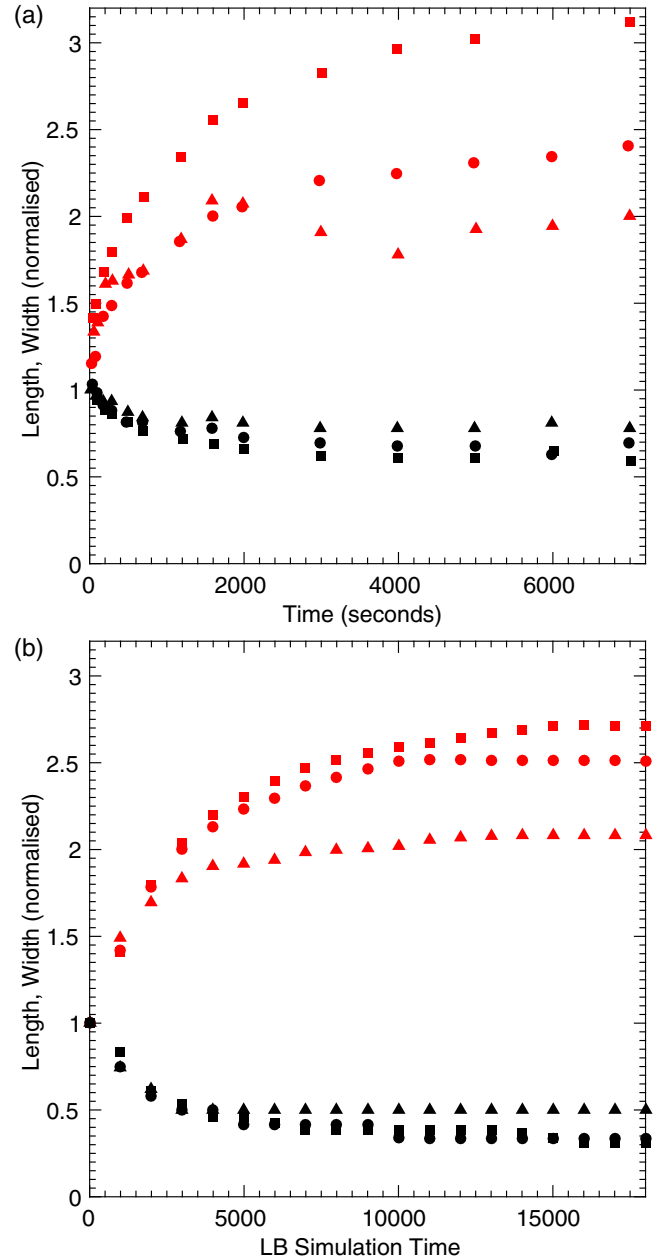 (a)
3
2.5
2
1.5
1
0.5
0
Length, Width (normalised)
0 2000 4000 6000
Time (seconds)
(b)
3
2.5
2
1.5
1
0.5
0
Length, Width (normalised)
0 5000 10000 15000
LB Simulation Time